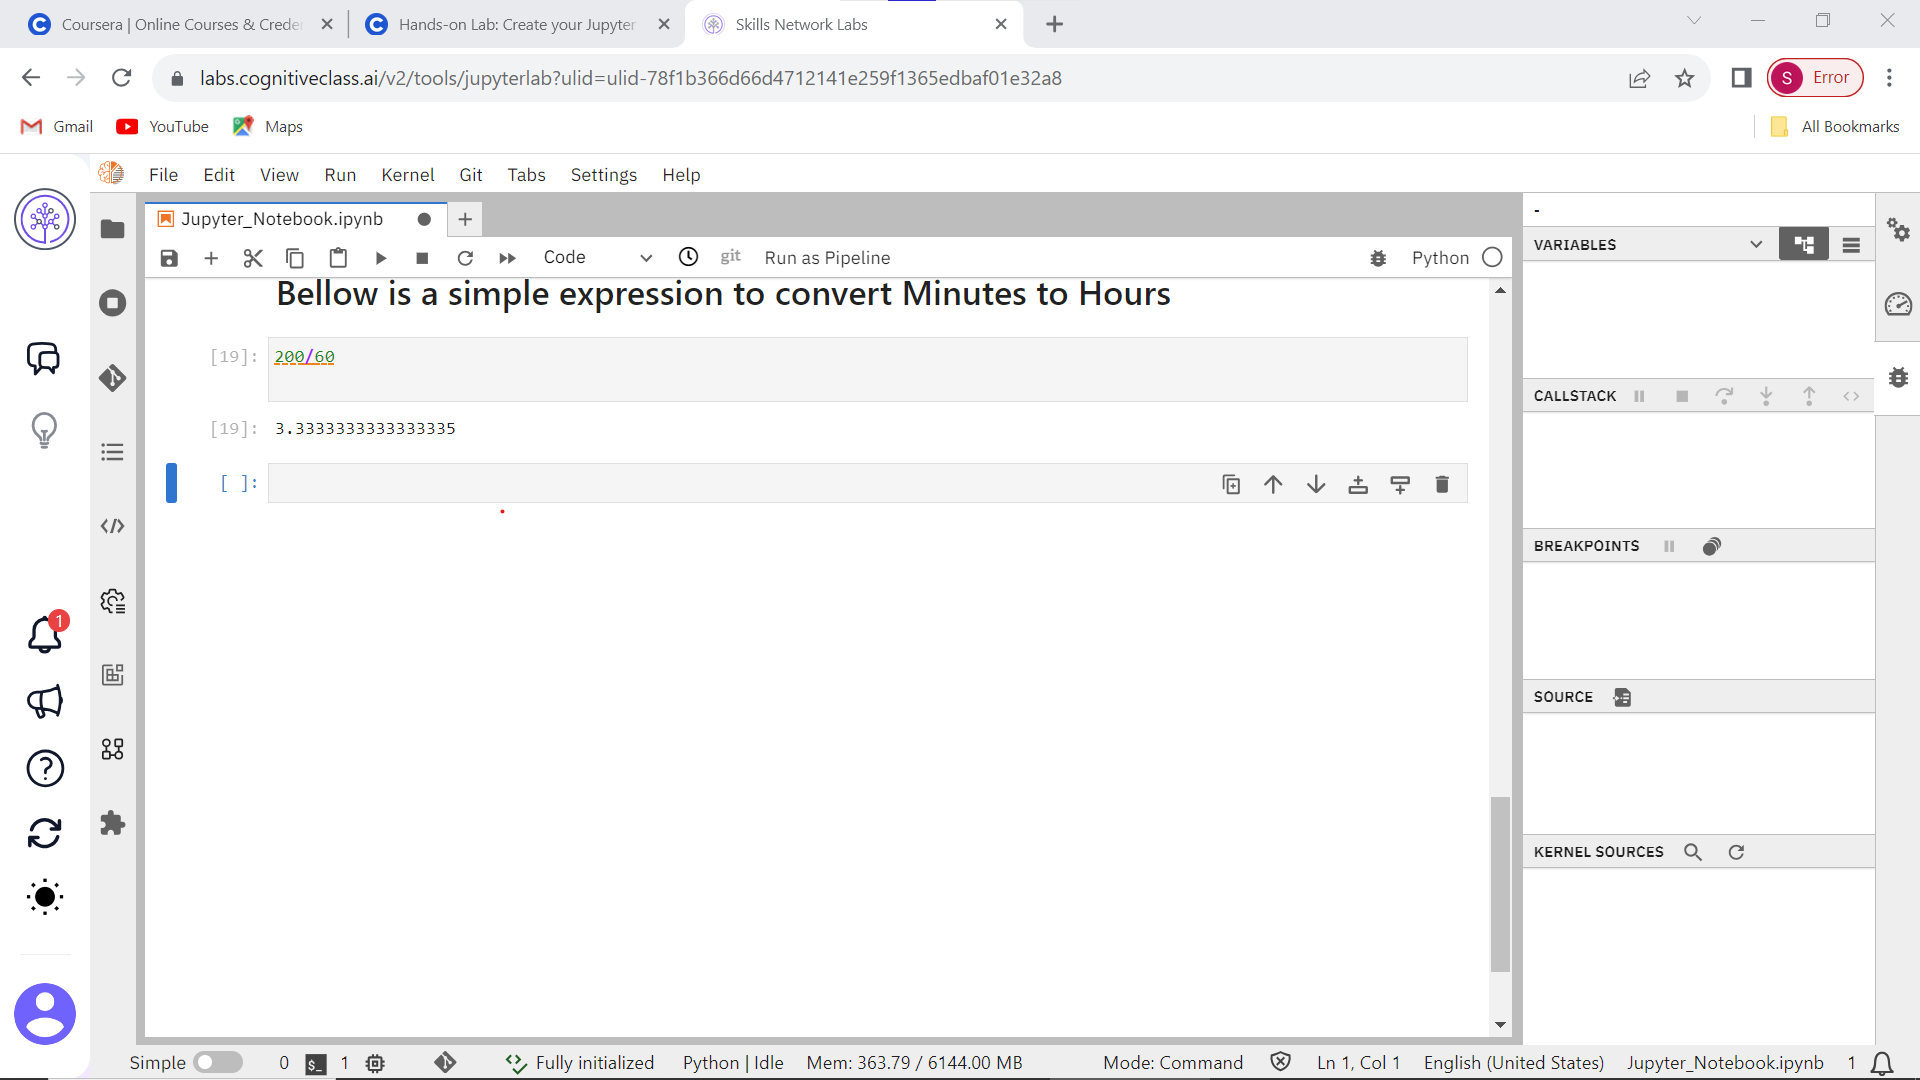 Coursera | Online Courses & Creder
Hands-on Lab: Create your Jupyter
Skills Network Labs
labs.cognitiveclass.ai/v2/tools/jupyterlab?ulid=ulid-78f1b366d66d4712141e259f1365edbaf01e32a8
S Error
Gmail YouTube Maps All Bookmarks
File Edit View Run Kernel Git Tabs Settings Help
Jupyter_Notebook.ipynb
-
VARIABLES
Code git Run as Pipeline Python
Bellow is a simple expression to convert Minutes to Hours
[19]: 200/60
[19]: 3.3333333333333335
[ ]:
CALLSTACK
BREAKPOINTS
SOURCE
KERNEL SOURCES
1
Simple 0 $_ 1 Fully initialized Python | Idle Mem: 363.79 / 6144.00 MB Mode: Command Ln 1, Col 1 English (United States) Jupyter_Notebook.ipynb 1